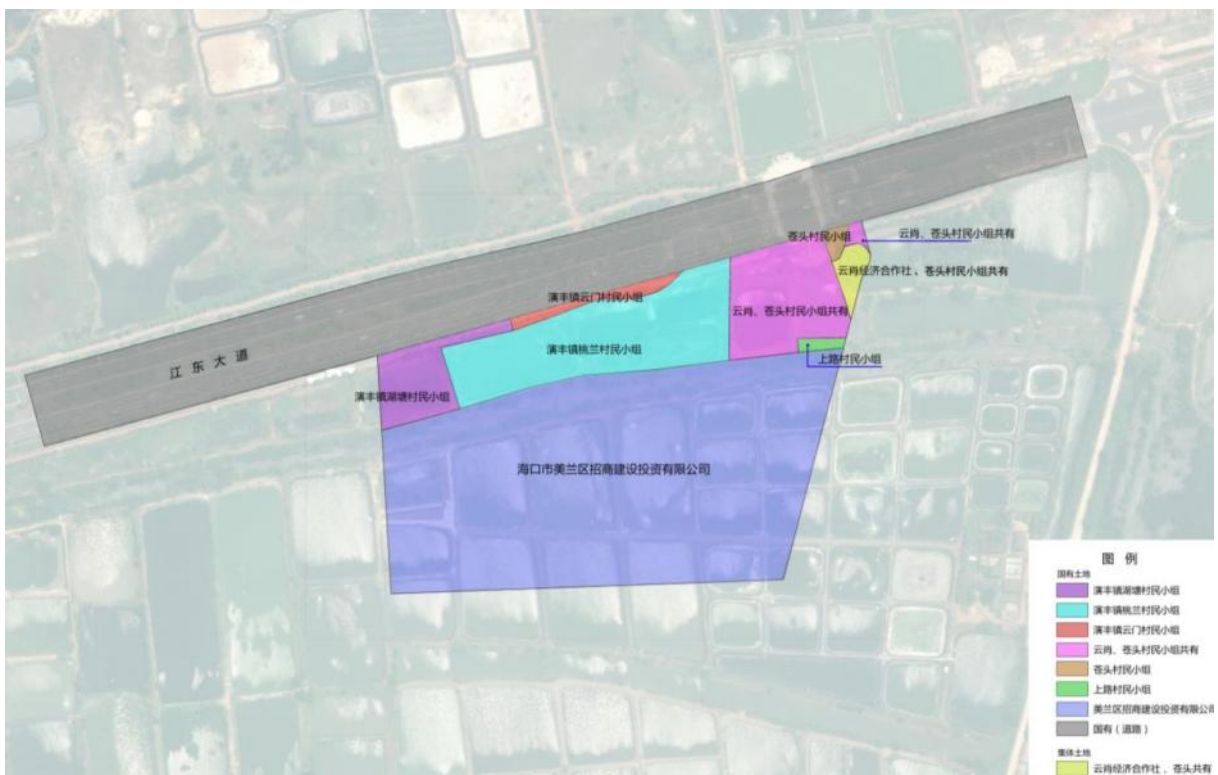 苍头村民小组
云肖、苍头村民小组共有
云肖经济合作社、苍头村民小组共有
演丰镇云门村民小组
云肖、苍头村民小组共有
演丰镇桃兰村民小组
上路村民小组
江东大道
演丰镇湖塘村民小组
海口市美兰区招商建设投资有限公司
图例
国有土地
演丰镇湖塘村民小组
演丰镇桃兰村民小组
演丰镇云门村民小组
云肖、苍头村民小组共有
苍头村民小组
上路村民小组
美兰区招商建设投资有限公司
国有（道路）
集体土地
云肖经济合作社、苍头共有